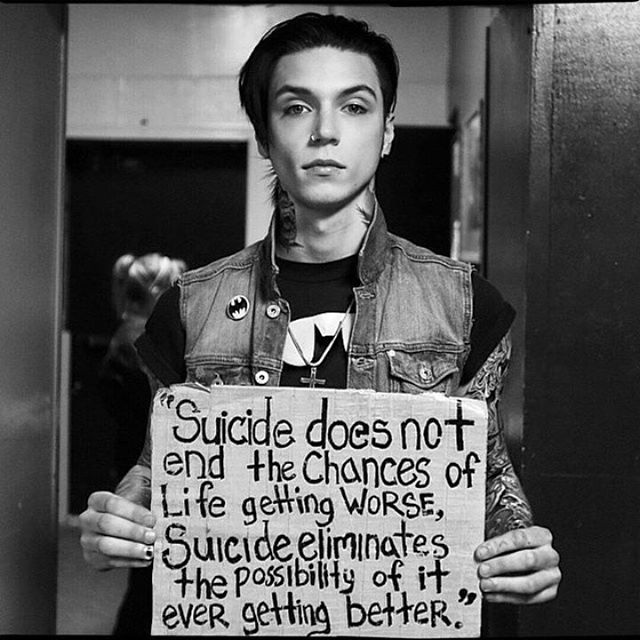 "Suicide does not
end the Chances of
Life getting WORSE,
Suicide eliminates
the possibility of it
ever getting better."